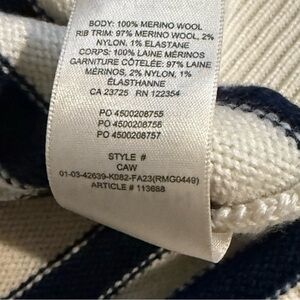 BODY: 100% MERINO WOOL
RIB TRIM: 97% MERINO WOOL, 2%
NYLON, 1% ELASTANE
CORPS: 100% LAINE MÉRINOS
GARNITURE CÔTELÉE: 97% LAINE
MÉRINOS, 2% NYLON, 1%
ÉLASTHANNE
CA 23725 RN 122354
PO 4500208755
PO 4500208756
PO 4500208757
STYLE #
CAW
01-03-42639-K082-FA23(RMG0449)
ARTICLE # 113688